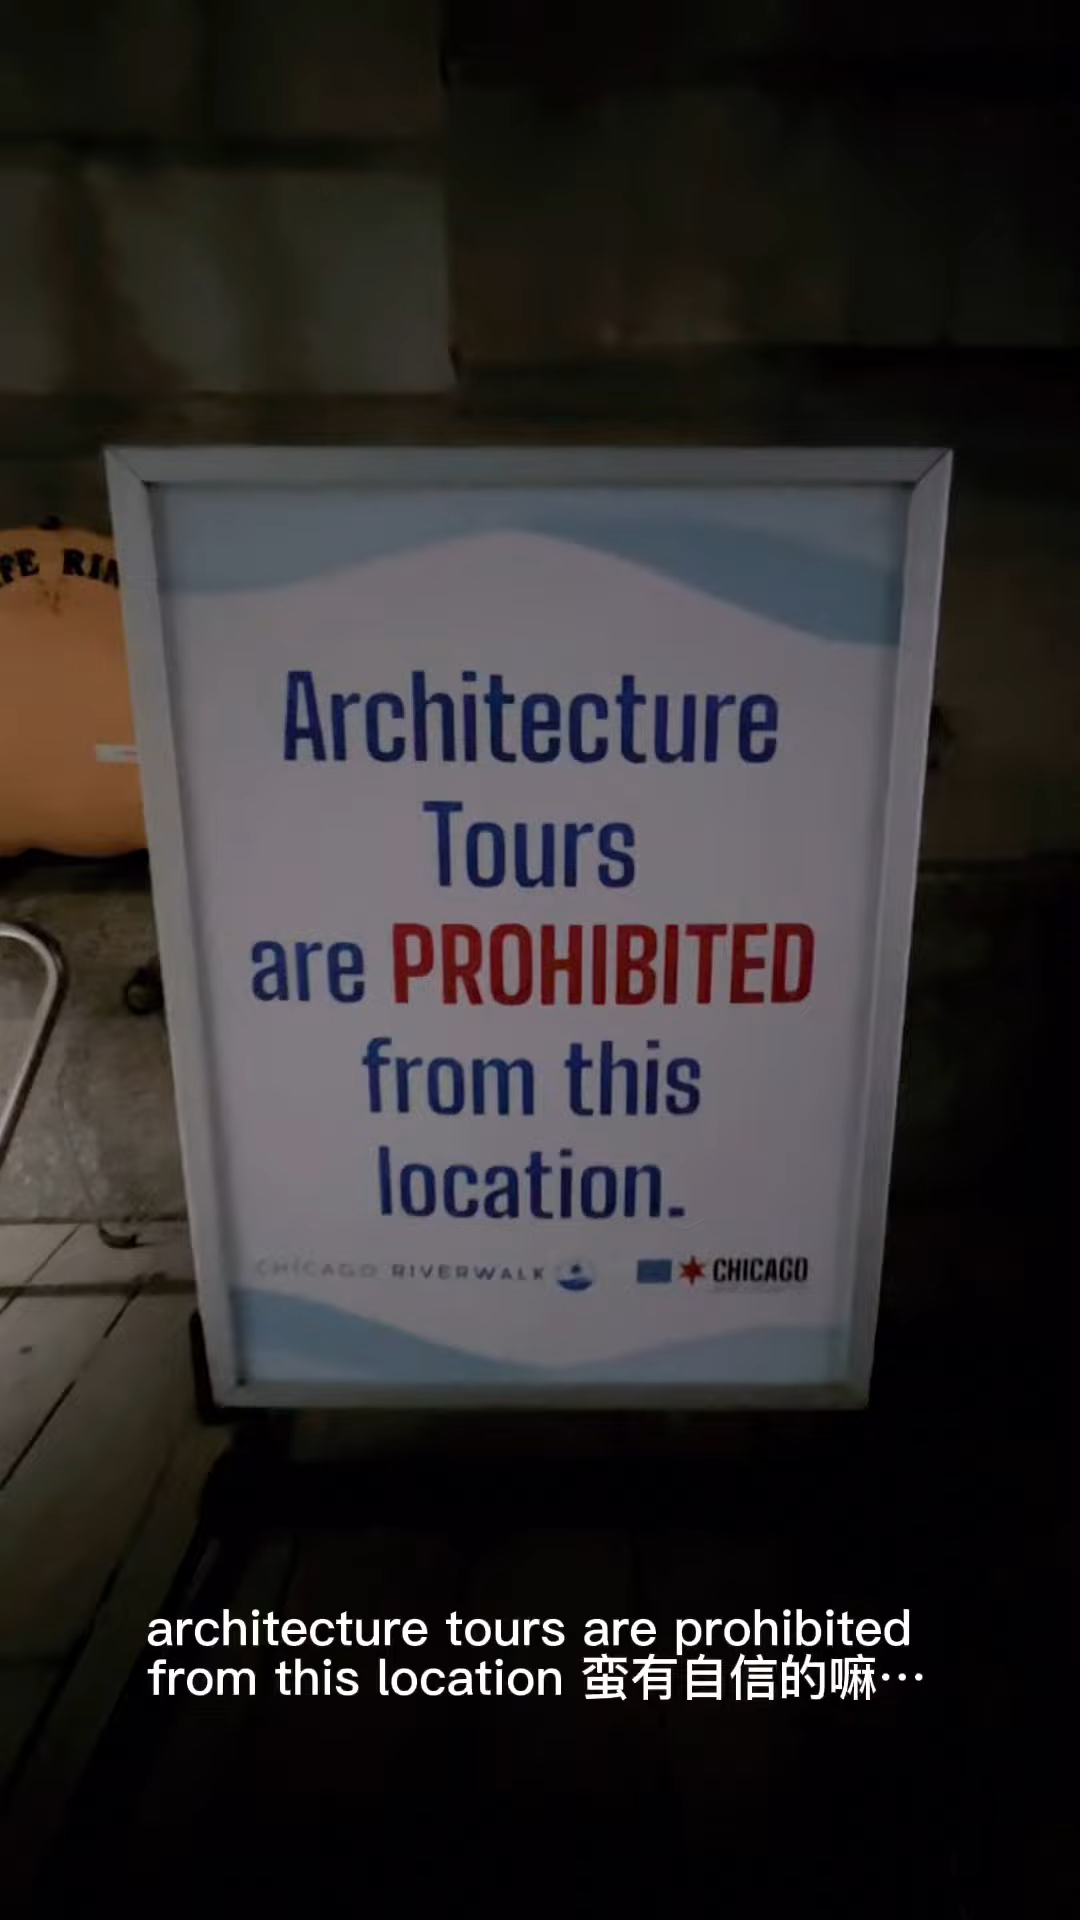 Architecture
Tours
are PROHIBITED
from this
location.
CHICAGO RIVERWALK
CHICAGO
architecture tours are prohibited
from this location 蛮有自信的嘛…